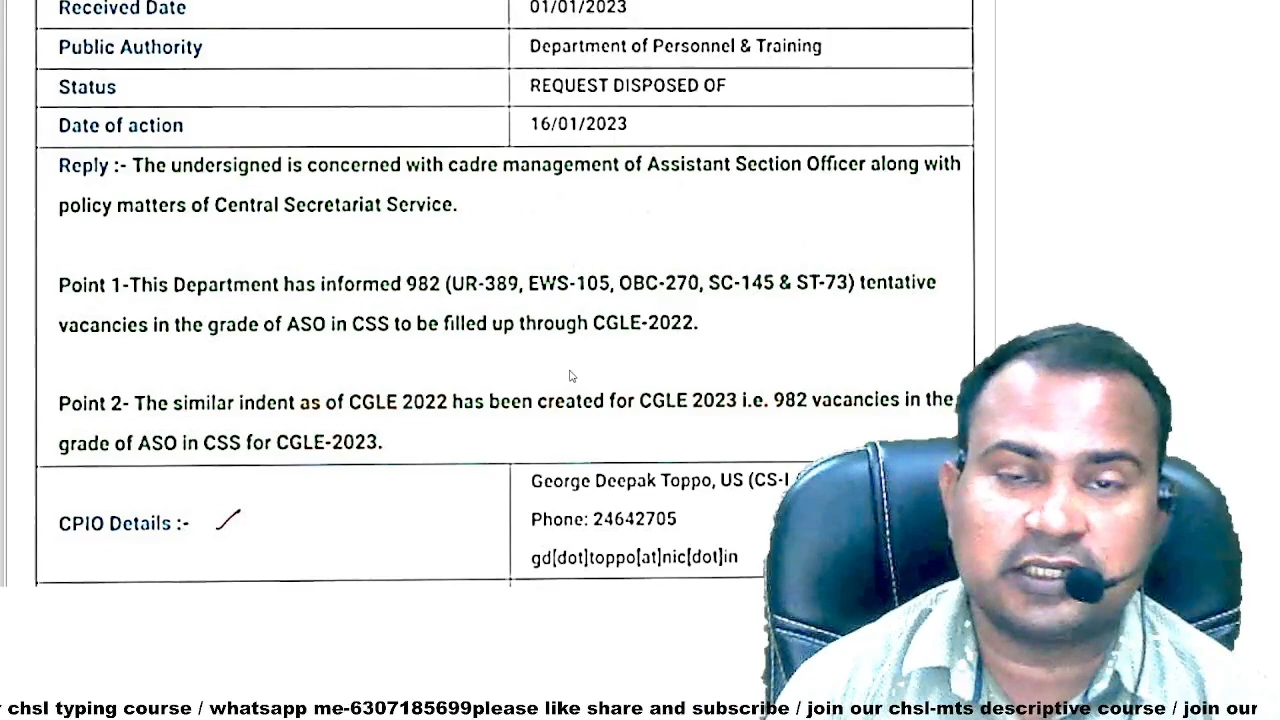 Received Date 01/01/2023
Public Authority Department of Personnel & Training
Status REQUEST DISPOSED OF
Date of action 16/01/2023
Reply :- The undersigned is concerned with cadre management of Assistant Section Officer along with
policy matters of Central Secretariat Service.
Point 1-This Department has informed 982 (UR-389, EWS-105, OBC-270, SC-145 & ST-73) tentative
vacancies in the grade of ASO in CSS to be filled up through CGLE-2022.
Point 2- The similar indent as of CGLE 2022 has been created for CGLE 2023 i.e. 982 vacancies in the
grade of ASO in CSS for CGLE-2023.
CPIO Details :-
George Deepak Toppo, US (CS-I
Phone: 24642705
gd[dot]toppo[at]nic[dot]in
chsl typing course / whatsapp me-6307185699please like share and subscribe / join our chsl-mts descriptive course / join our